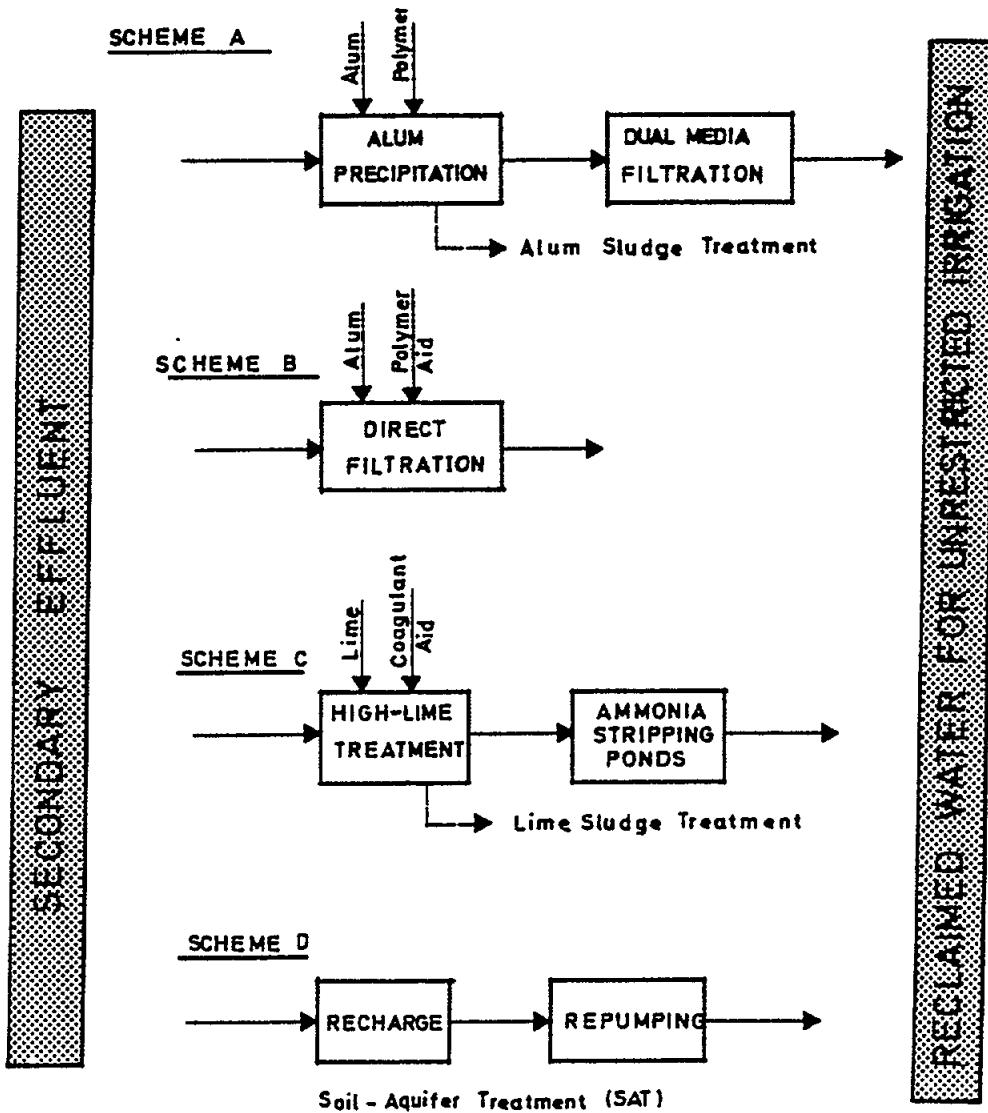 SCHEME A
Alum
Polymer
ALUM
PRECIPITATION
DUAL MEDIA
FILTRATION
Alum Sludge Treatment
SCHEME B
Alum
Polymer
Aid
DIRECT
FILTRATION
SCHEME C
Lime
Coagulant
Aid
HIGH-LIME
TREATMENT
AMMONIA
STRIPPING
PONDS
Lime Sludge Treatment
SCHEME D
RECHARGE
REPUMPING
Soil-Aquifer Treatment (SAT)
SECONDARY EFFLUENT
RECLAIMED WATER FOR UNRESTRICTED IRRIGATION